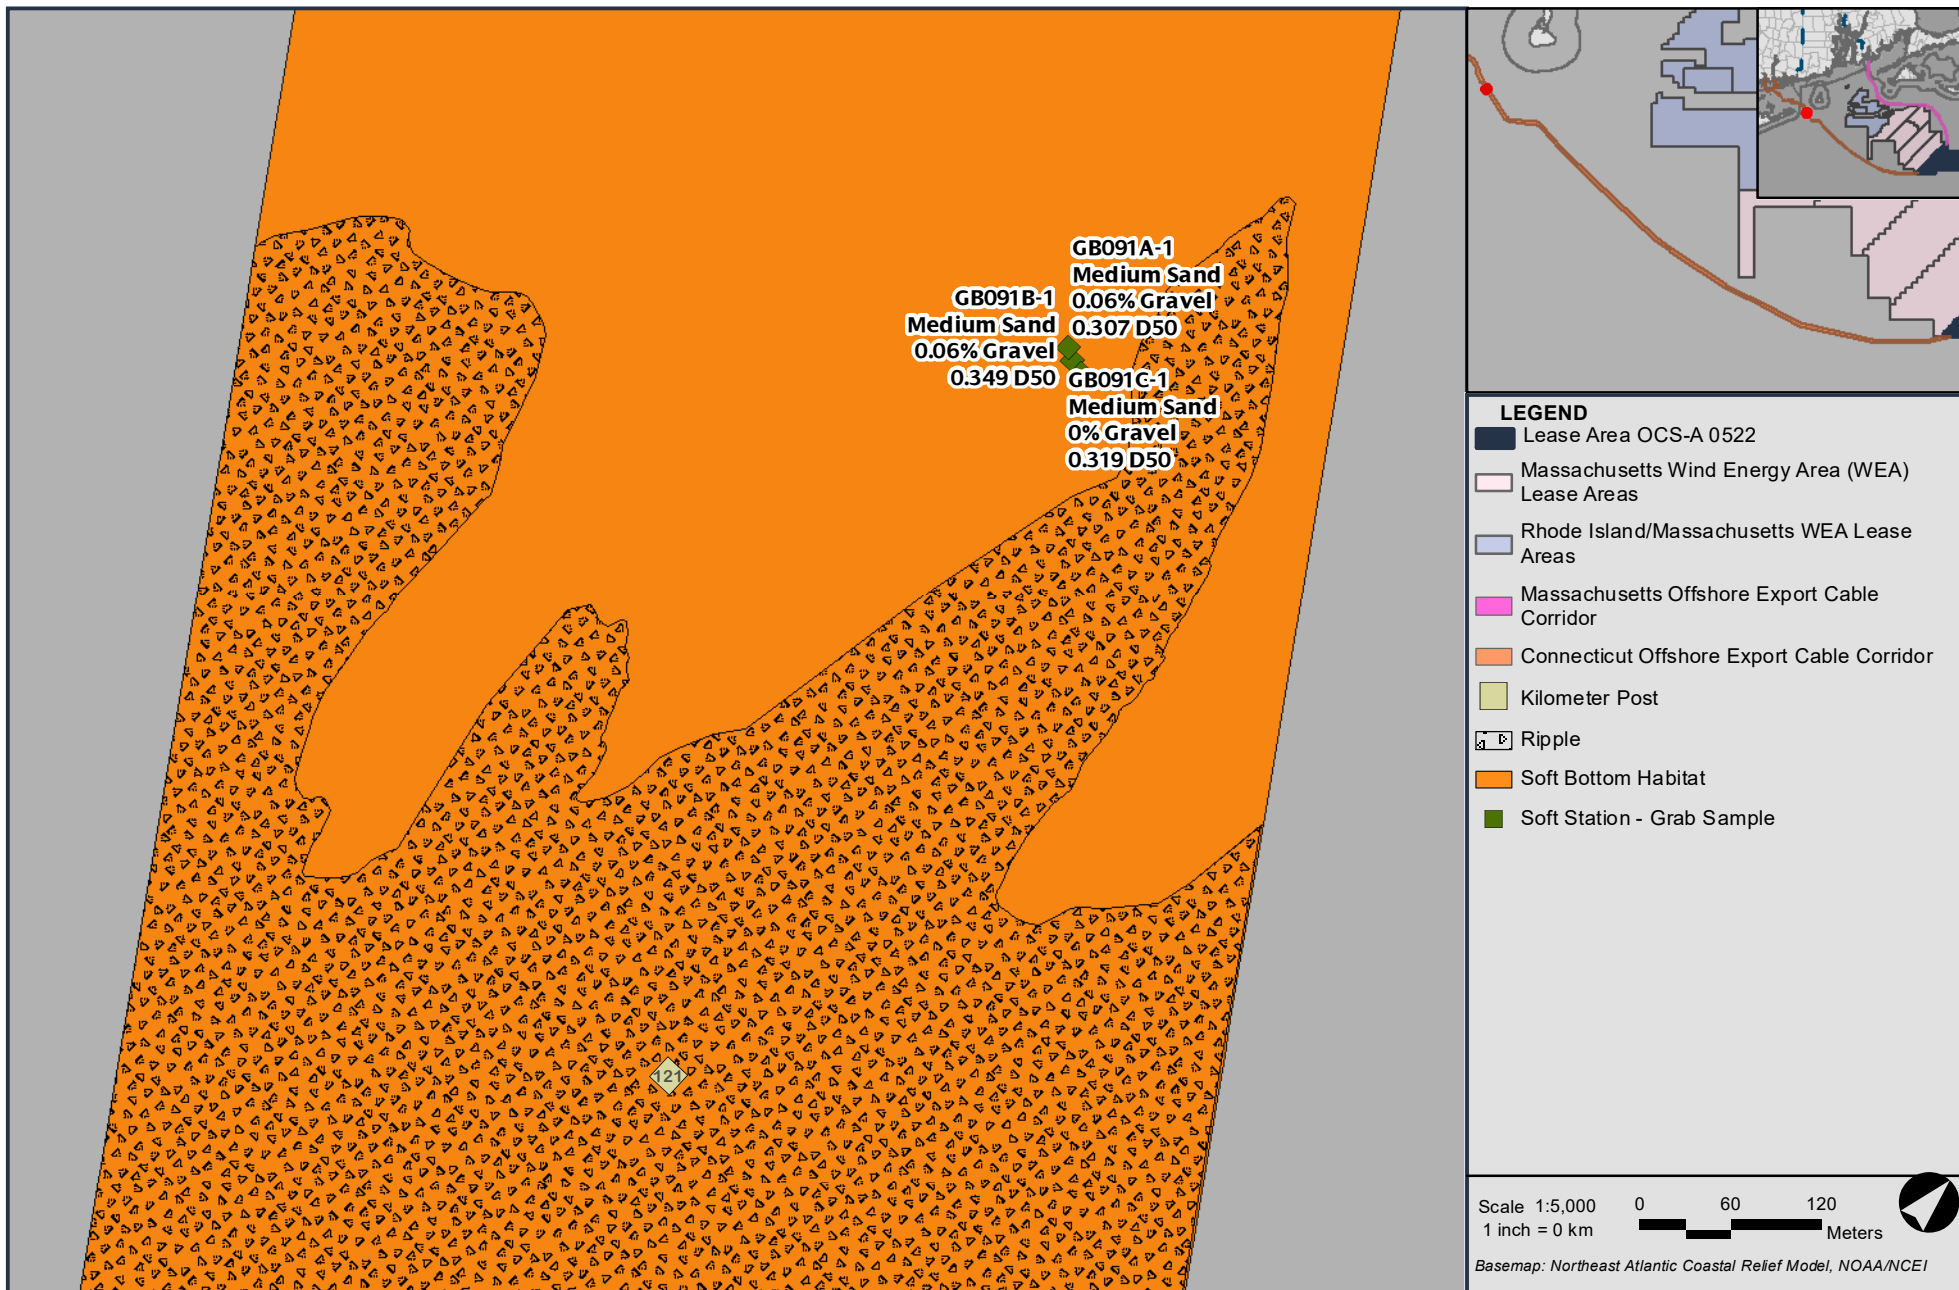 GB091A-1
Medium Sand
0.06% Gravel
0.307 D50
GB091B-1
Medium Sand
0.06% Gravel
0.349 D50
GB091C-1
Medium Sand
0% Gravel
0.319 D50
121
LEGEND
Lease Area OCS-A 0522
Massachusetts Wind Energy Area (WEA)
Lease Areas
Rhode Island/Massachusetts WEA Lease
Areas
Massachusetts Offshore Export Cable
Corridor
Connecticut Offshore Export Cable Corridor
Kilometer Post
Ripple
Soft Bottom Habitat
Soft Station - Grab Sample
Scale 1:5,000
1 inch = 0 km
0 60 120
Meters
Basemap: Northeast Atlantic Coastal Relief Model, NOAA/NCEI